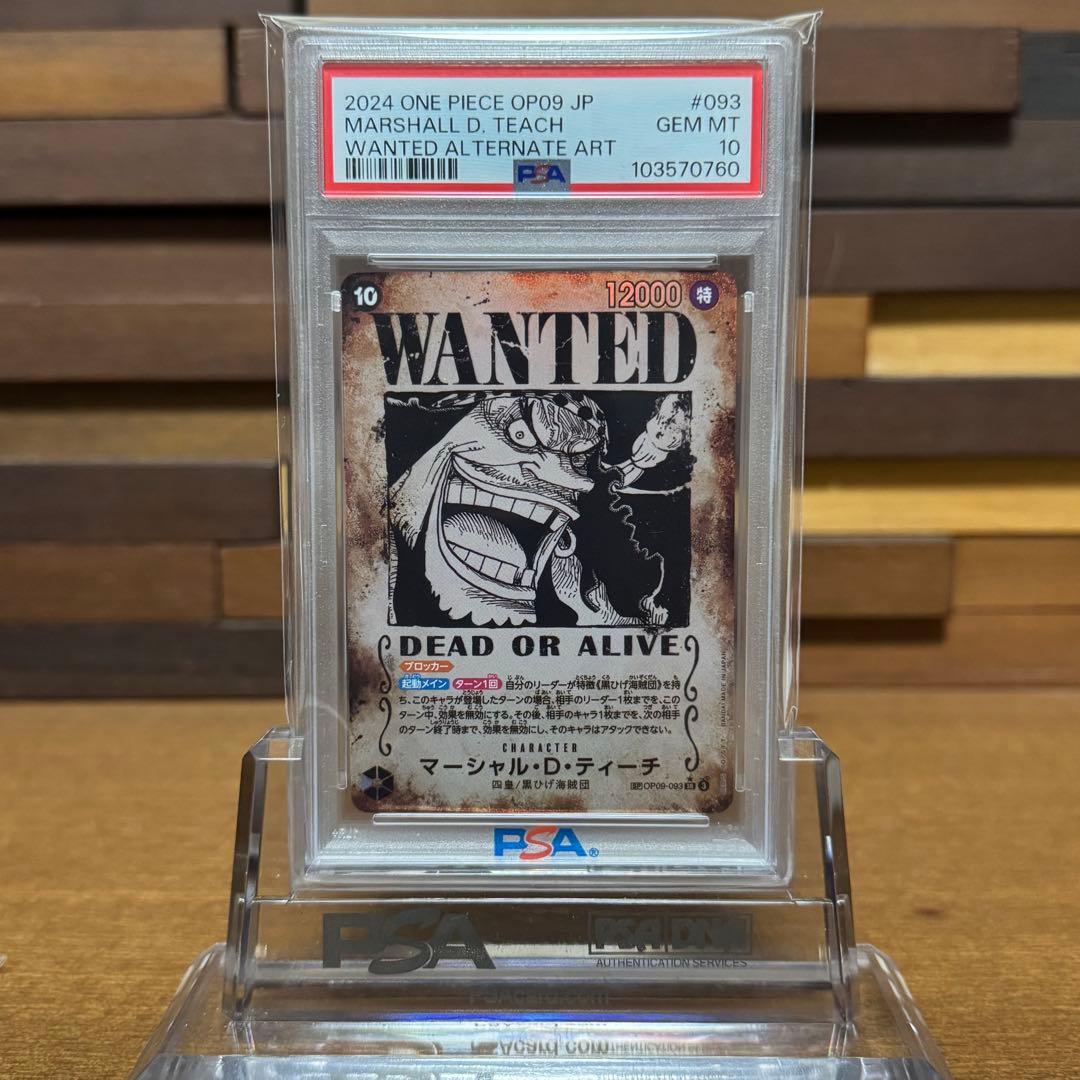 2024 ONE PIECE OP09 JP #093
MARSHALL D. TEACH GEM MT
WANTED ALTERNATE ART 10
PSA 103570760
10 12000 特
WANTED
DEAD OR ALIVE
ブロッカー
起動メイン ターン1回 自分のリーダーが特徴《黒ひげ海賊団》を持
ち、このキャラが登場したターンの場合、相手のリーダー1枚までを、この
ターン中、効果を無効にする。その後、相手のキャラ1枚までを、次の相手
のターン終了時まで、効果を無効にし、そのキャラはアタックできない。
CHARACTER
マーシャル・D・ティーチ
四皇/黒ひげ海賊団
SP OP09-093 SR 3
BANDAI MADE IN JAPAN
PSA®
PSA PSA DNA
AUTHENTICATION SERVICES
PSAcard.com